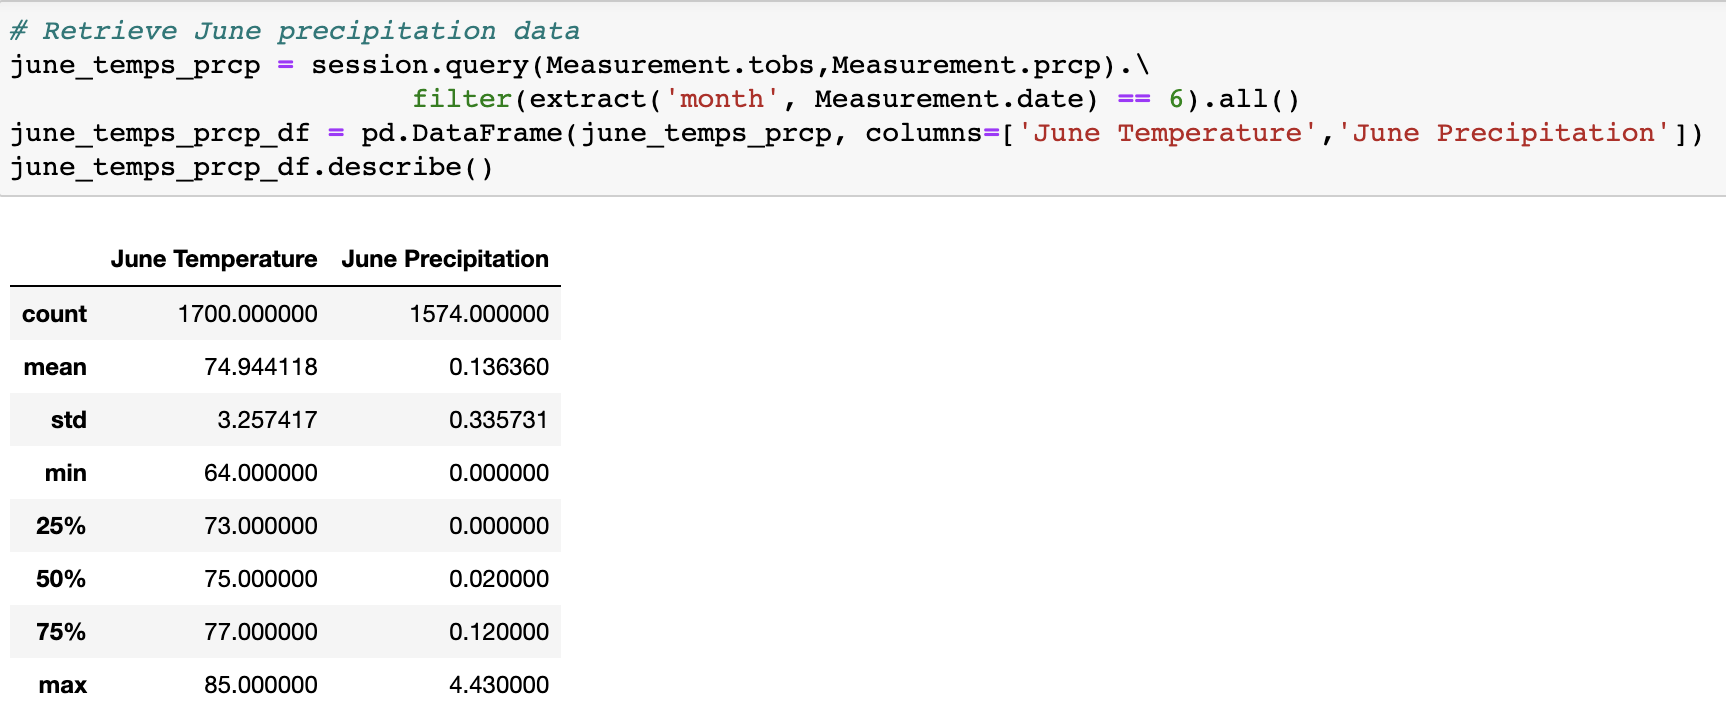 # Retrieve June precipitation data
june_temps_prcp = session.query(Measurement.tobs,Measurement.prcp).\
filter(extract('month', Measurement.date) == 6).all()
june_temps_prcp_df = pd.DataFrame(june_temps_prcp, columns=['June Temperature','June Precipitation'])
june_temps_prcp_df.describe()
June Temperature June Precipitation
count 1700.000000 1574.000000
mean 74.944118 0.136360
std 3.257417 0.335731
min 64.000000 0.000000
25% 73.000000 0.000000
50% 75.000000 0.020000
75% 77.000000 0.120000
max 85.000000 4.430000